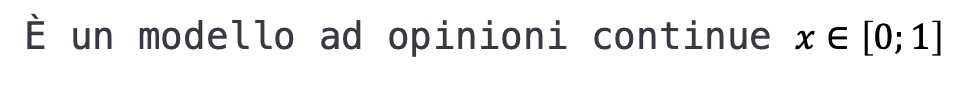 È un modello ad opinioni continue x ∈ [0; 1]